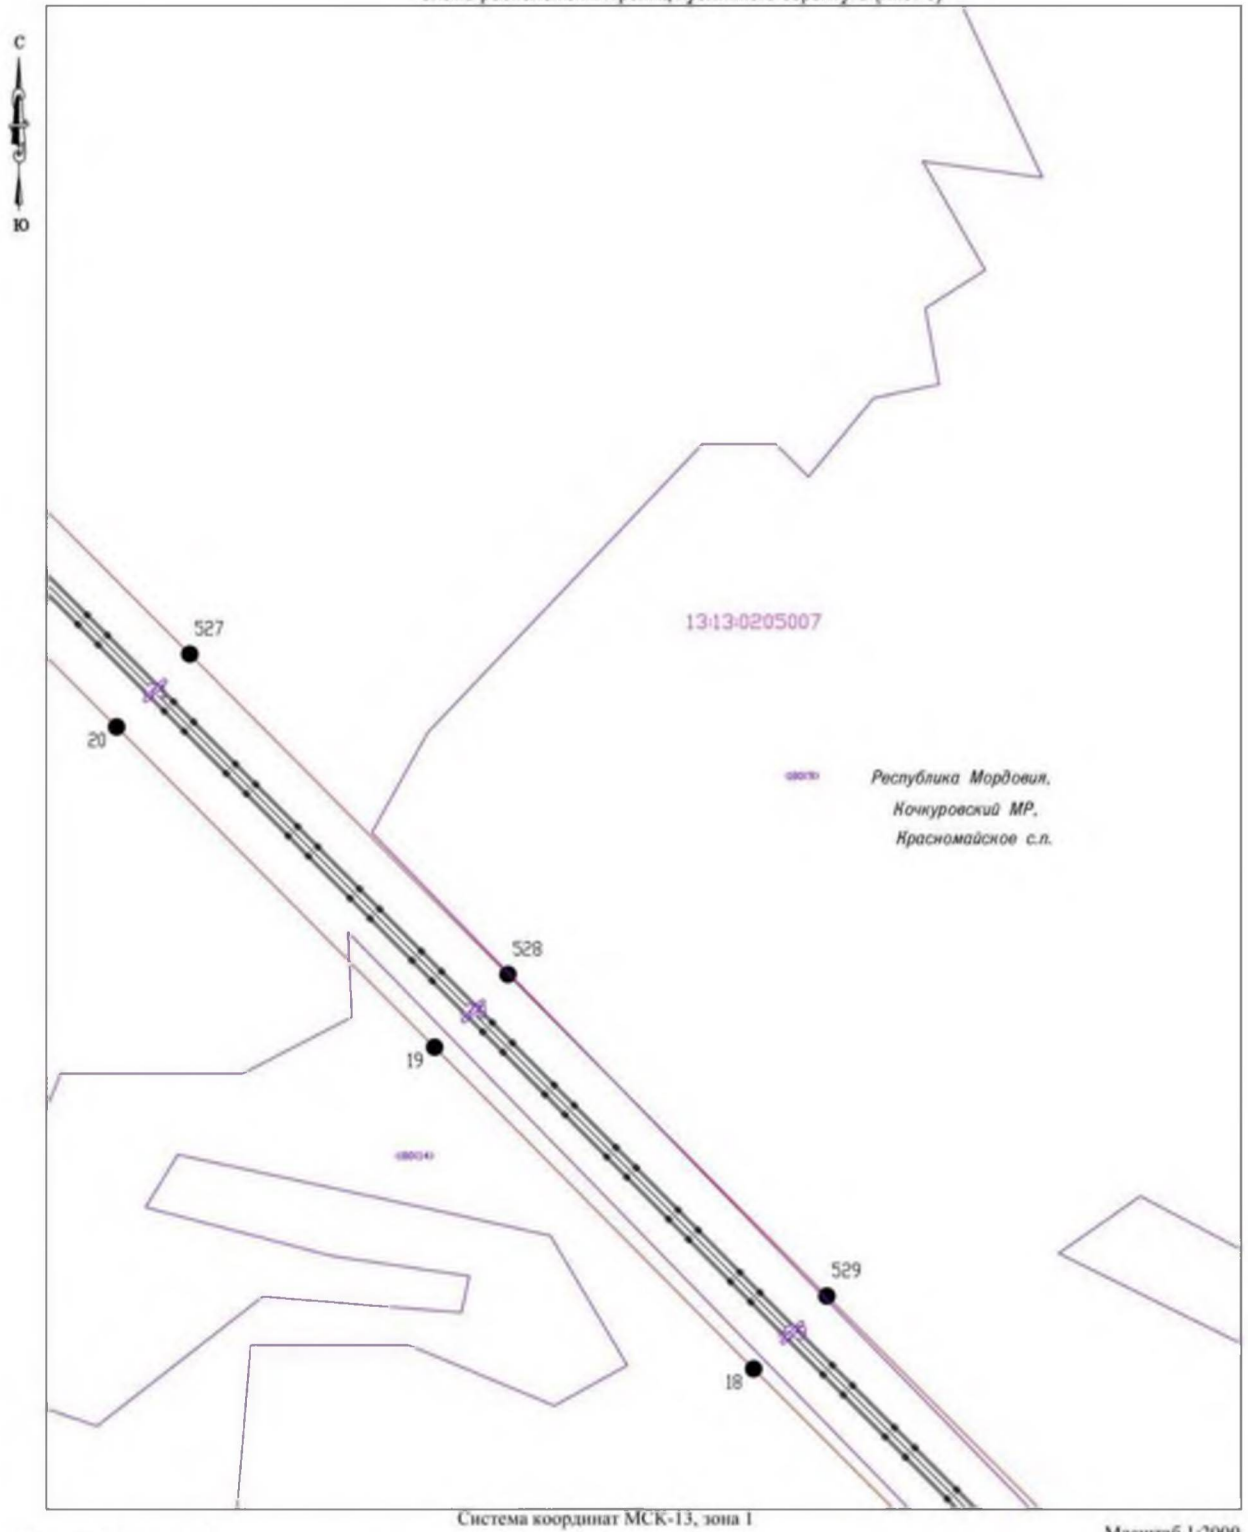 С
Ю
527
13:13:0205007
20
Республика Мордовия,
Кочкуровский МР,
Красномайское с.п.
528
19
529
18
Система координат МСК-13, зона 1